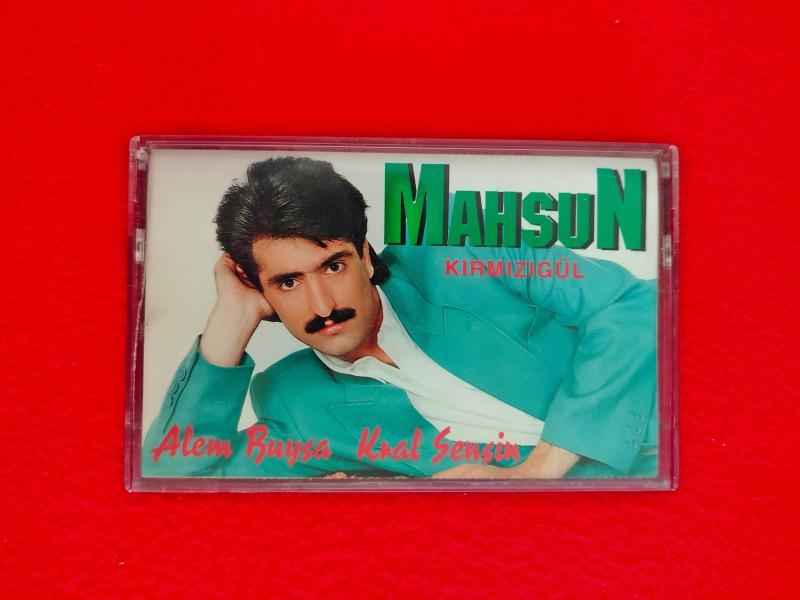 MAHSUN
KIRMIZIGÜL
Alem Buysa Kral Sensin